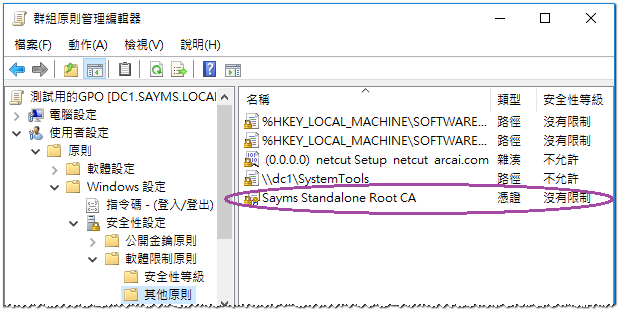 群組原則管理編輯器
檔案(F) 動作(A) 檢視(V) 說明(H)
測試用的GPO [DC1.SAYMS.LOCA
電腦設定
使用者設定
原則
軟體設定
Windows 設定
指令碼 - (登入/登出)
安全性設定
公開金鑰原則
軟體限制原則
安全性等級
其他原則
名稱 類型 安全性等級
%HKEY_LOCAL_MACHINE\SOFTWARE... 路徑 沒有限制
%HKEY_LOCAL_MACHINE\SOFTWARE... 路徑 沒有限制
(0.0.0.0) netcut Setup netcut arcai.com 雜湊 不允許
\\dc1\SystemTools 路徑 不允許
Sayms Standalone Root CA 憑證 沒有限制